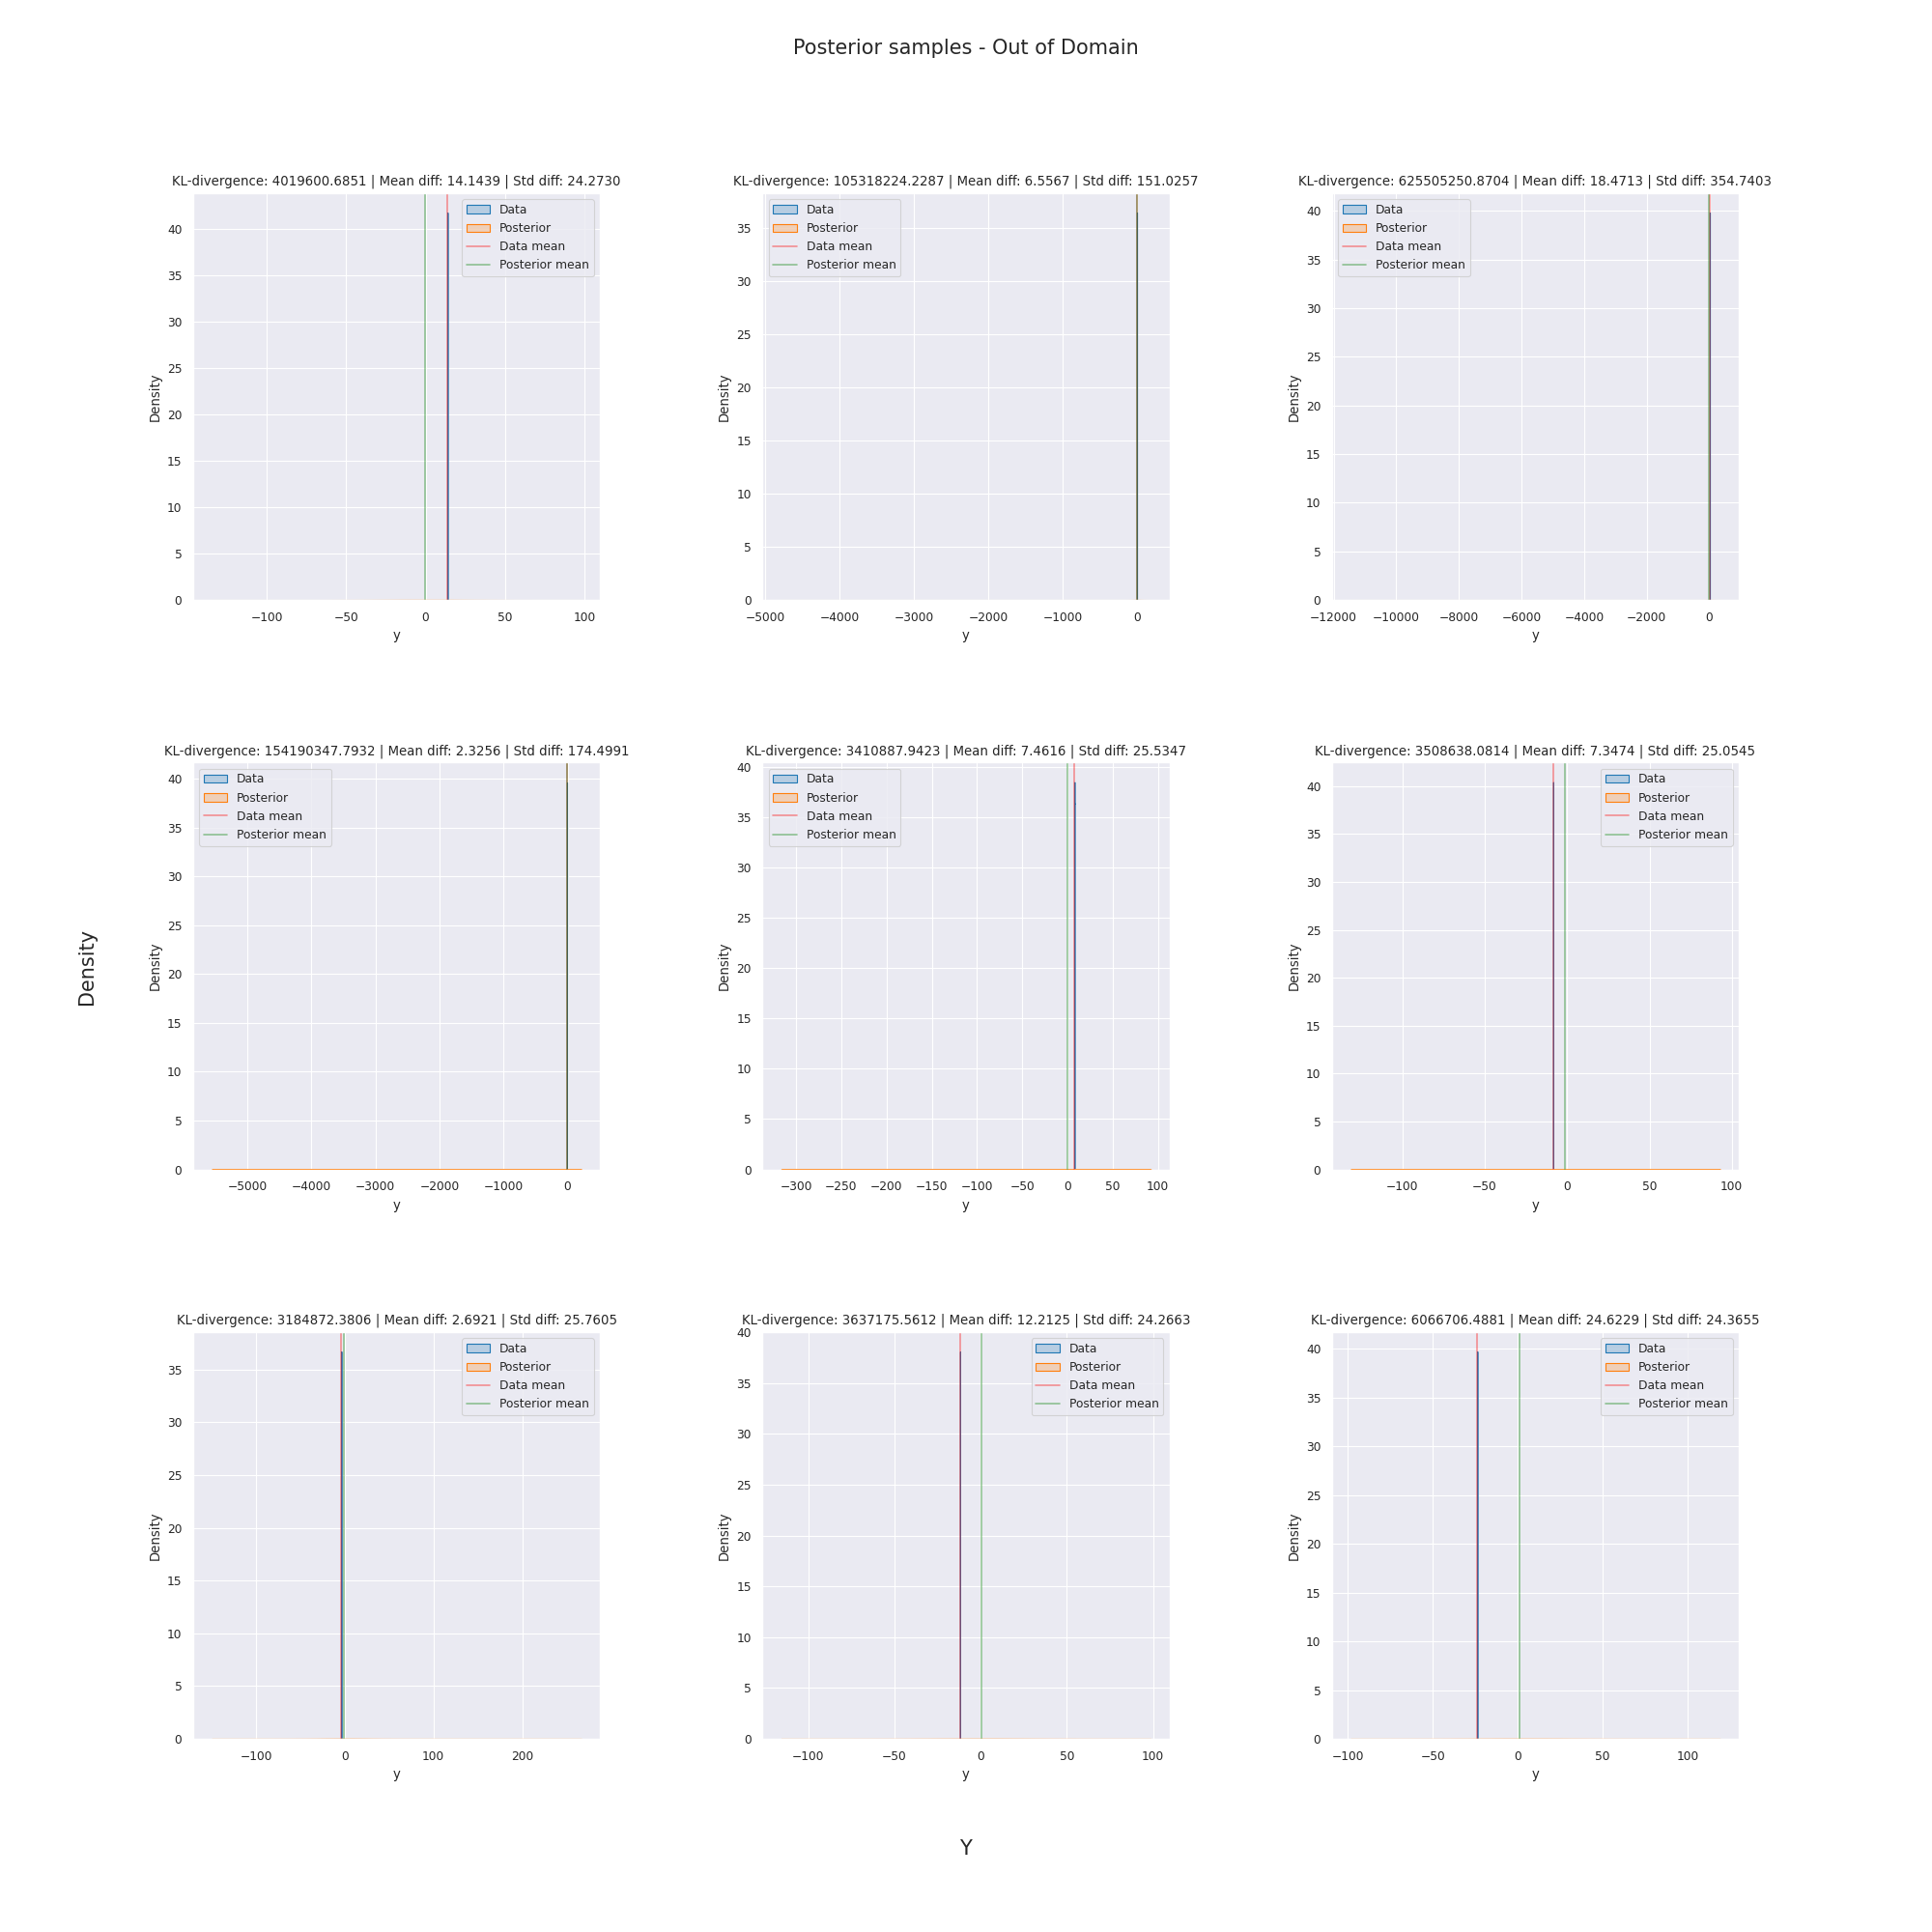 Posterior samples - Out of Domain
KL-divergence: 4019600.6851 | Mean diff: 14.1439 | Std diff: 24.2730
Data
Posterior
Data mean
Posterior mean
40
35
30
25
20
15
10
5
0
Density
−100
−50
0
50
100
y
KL-divergence: 105318224.2287 | Mean diff: 6.5567 | Std diff: 151.0257
Data
Posterior
Data mean
Posterior mean
35
30
25
20
15
10
5
0
Density
−5000
−4000
−3000
−2000
−1000
0
y
KL-divergence: 625505250.8704 | Mean diff: 18.4713 | Std diff: 354.7403
Data
Posterior
Data mean
Posterior mean
40
35
30
25
20
15
10
5
0
Density
−12000
−10000
−8000
−6000
−4000
−2000
0
y
KL-divergence: 154190347.7932 | Mean diff: 2.3256 | Std diff: 174.4991
Data
Posterior
Data mean
Posterior mean
40
35
30
25
20
15
10
5
0
Density
−5000
−4000
−3000
−2000
−1000
0
y
KL-divergence: 3410887.9423 | Mean diff: 7.4616 | Std diff: 25.5347
Data
Posterior
Data mean
Posterior mean
40
35
30
25
20
15
10
5
0
Density
−300
−250
−200
−150
−100
−50
0
50
100
y
KL-divergence: 3508638.0814 | Mean diff: 7.3474 | Std diff: 25.0545
Data
Posterior
Data mean
Posterior mean
40
35
30
25
20
15
10
5
0
Density
−100
−50
0
50
100
y
Density
KL-divergence: 3184872.3806 | Mean diff: 2.6921 | Std diff: 25.7605
Data
Posterior
Data mean
Posterior mean
35
30
25
20
15
10
5
0
Density
−100
0
100
200
y
KL-divergence: 3637175.5612 | Mean diff: 12.2125 | Std diff: 24.2663
Data
Posterior
Data mean
Posterior mean
40
35
30
25
20
15
10
5
0
Density
−100
−50
0
50
100
y
KL-divergence: 6066706.4881 | Mean diff: 24.6229 | Std diff: 24.3655
Data
Posterior
Data mean
Posterior mean
40
35
30
25
20
15
10
5
0
Density
−100
−50
0
50
100
y
Y